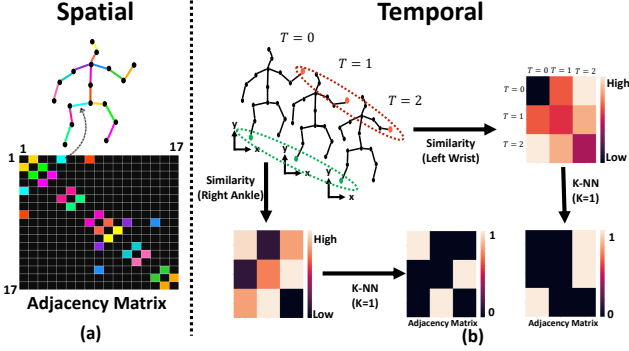 Spatial
Temporal
T = 0
T = 1
T = 2
y
x
y
x
y
x
Similarity
(Right Ankle)
Similarity
(Left Wrist)
T = 0 T = 1 T = 2
T = 0
T = 1
T = 2
High
Low
K-NN
(K=1)
1
17
1
17
Adjacency Matrix
(a)
High
Low
K-NN
(K=1)
1
0
Adjacency Matrix
1
0
Adjacency Matrix
(b)